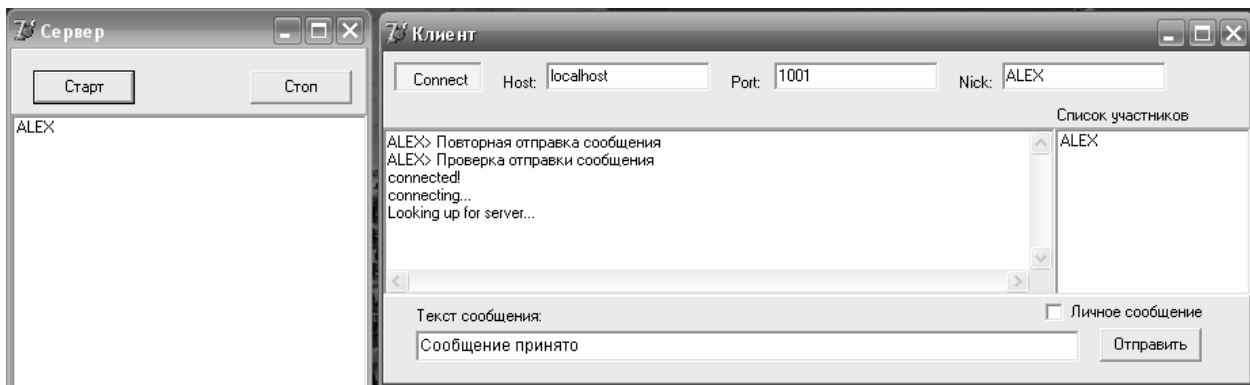 Сервер
Старт
Стоп
ALEX
Клиент
Connect
Host: localhost
Port: 1001
Nick: ALEX
Список участников
ALEX> Повторная отправка сообщения
ALEX> Проверка отправки сообщения
connected!
connecting...
Looking up for server...
ALEX
Текст сообщения:
Личное сообщение
Сообщение принято
Отправить